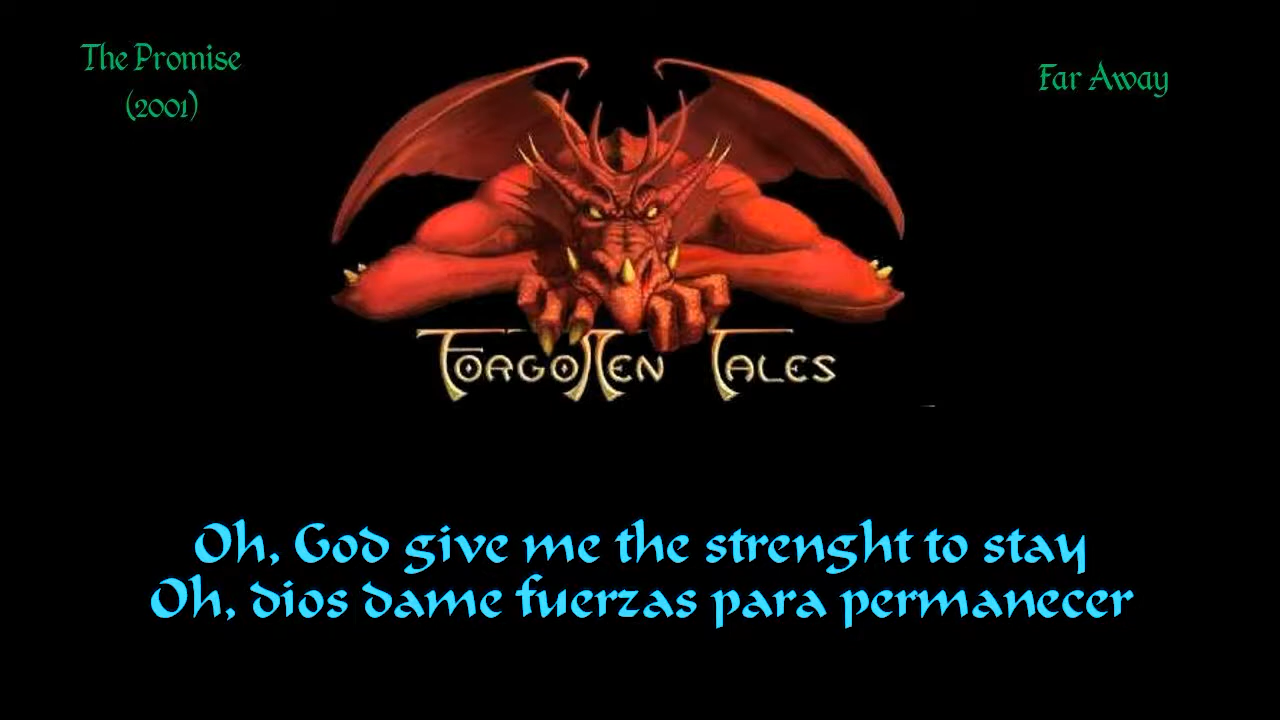 The Promise
(2001)
Far Away
Forgotten Tales
Oh, God give me the strenght to stay
Oh, dios dame fuerzas para permanecer